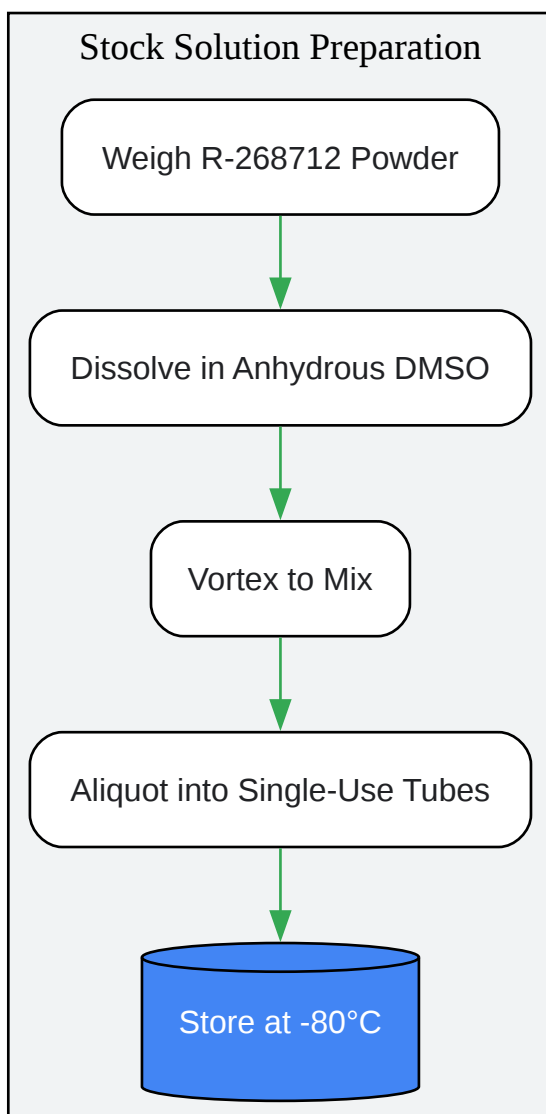 Stock Solution Preparation
Weigh R-268712 Powder
Dissolve in Anhydrous DMSO
Vortex to Mix
Aliquot into Single-Use Tubes
Store at -80°C